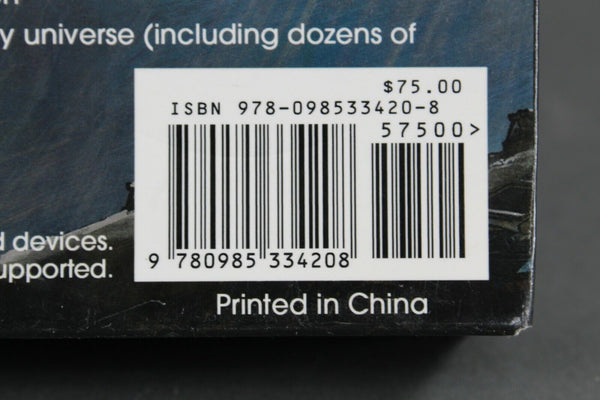 y universe (including dozens of
$75.00
ISBN 978-098533420-8
57500>
9 780985 334208
d devices.
upported.
Printed in China